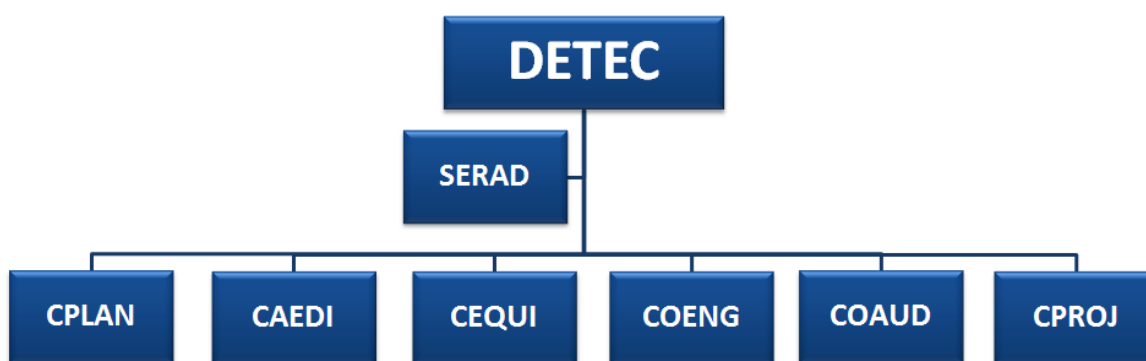 DETEC
SERAD
CPLAN
CAEDI
CEQUI
COENG
COAUD
CPROJ